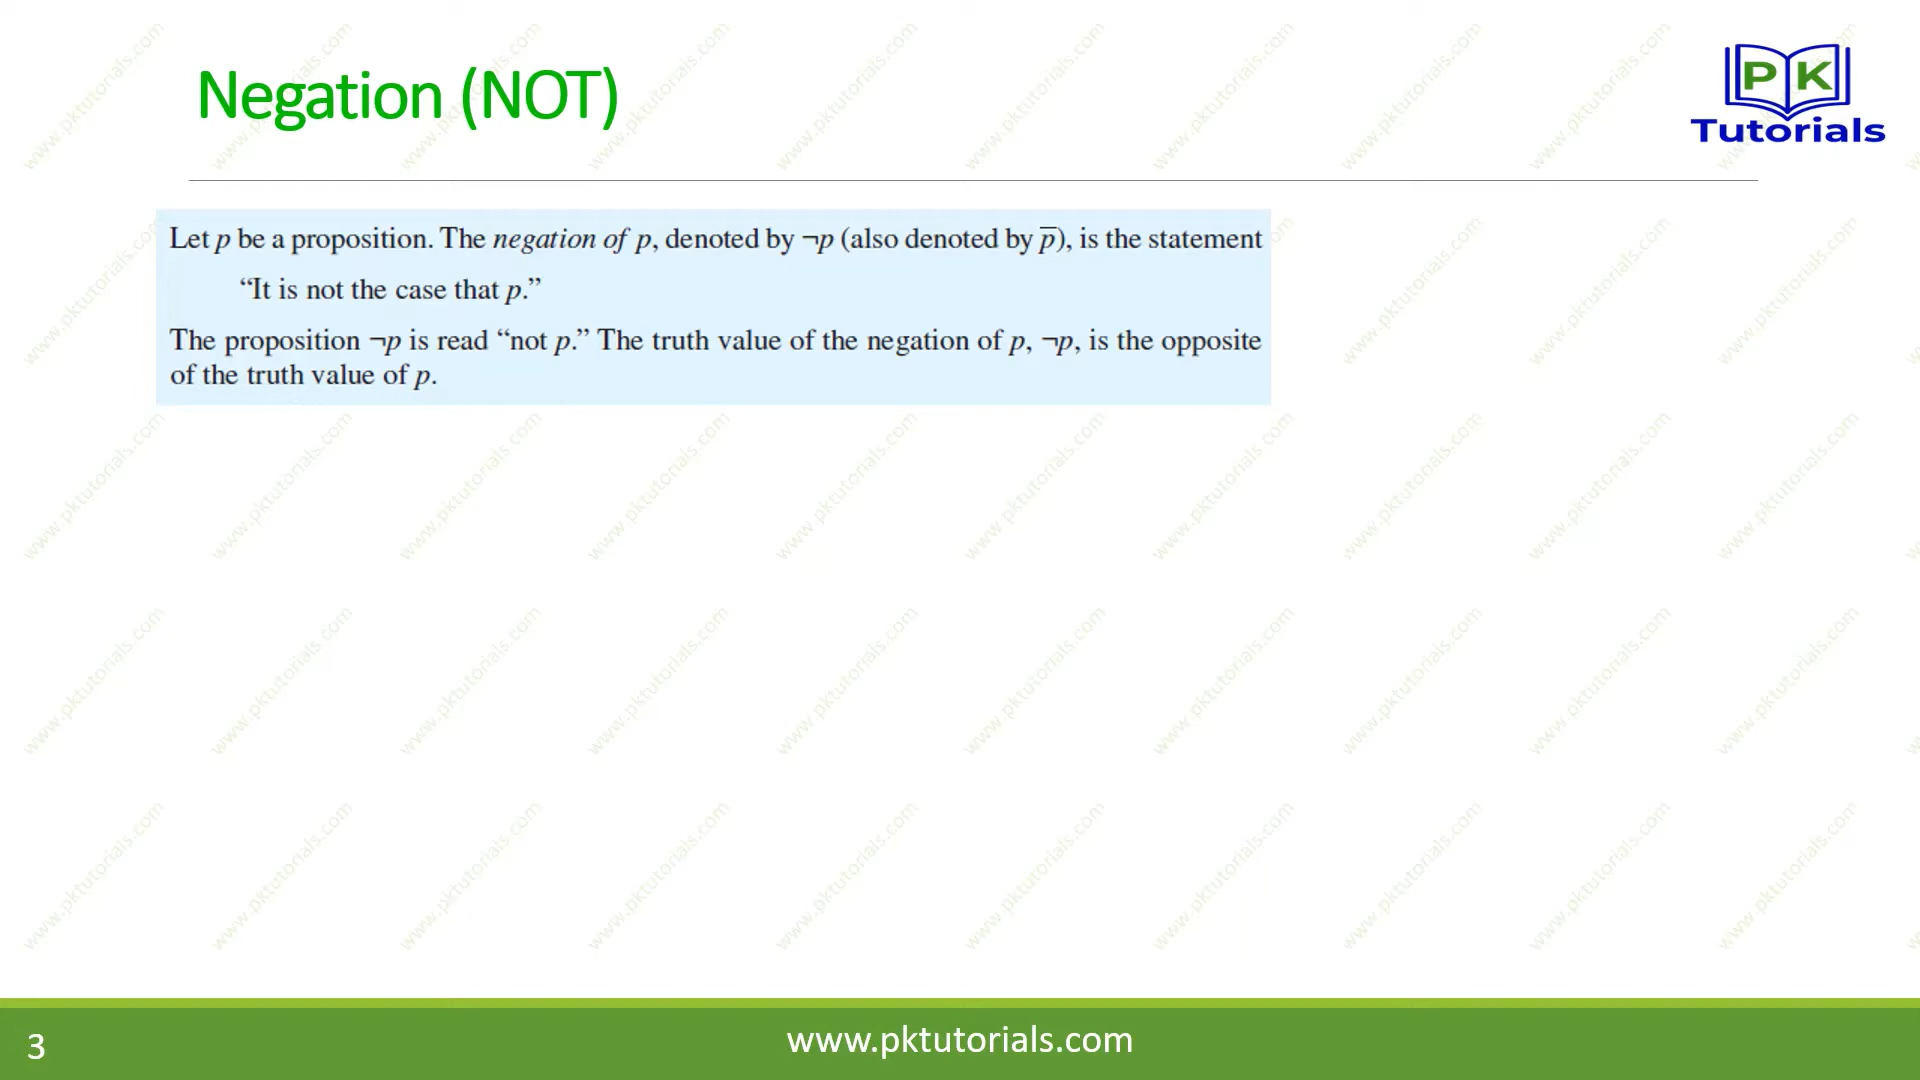 Negation (NOT)
P K
Tutorials
Let p be a proposition. The negation of p, denoted by ¬p (also denoted by p̅), is the statement
“It is not the case that p.”
The proposition ¬p is read “not p.” The truth value of the negation of p, ¬p, is the opposite
of the truth value of p.
3
www.pktutorials.com